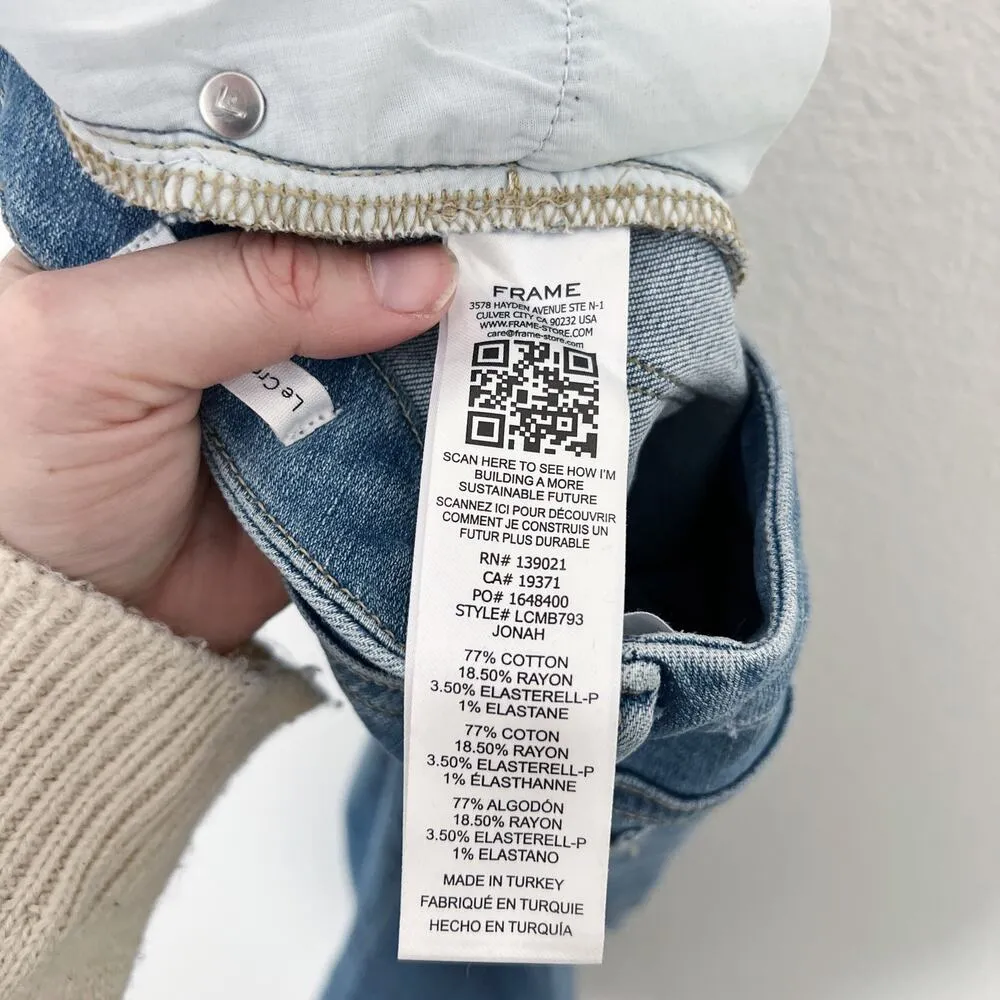 FRAME
3578 HAYDEN AVENUE STE N-1
CULVER CITY CA 90232 USA
WWW.FRAME-STORE.COM
care@frame-store.com
SCAN HERE TO SEE HOW I'M
BUILDING A MORE
SUSTAINABLE FUTURE
SCANNEZ ICI POUR DÉCOUVRIR
COMMENT JE CONSTRUIS UN
FUTUR PLUS DURABLE
RN# 139021
CA# 19371
PO# 1648400
STYLE# LCMB793
JONAH
77% COTTON
18.50% RAYON
3.50% ELASTERELL-P
1% ELASTANE
77% COTON
18.50% RAYON
3.50% ELASTERELL-P
1% ÉLASTHANNE
77% ALGODÓN
18.50% RAYON
3.50% ELASTERELL-P
1% ELASTANO
MADE IN TURKEY
FABRIQUÉ EN TURQUIE
HECHO EN TURQUÍA
Le